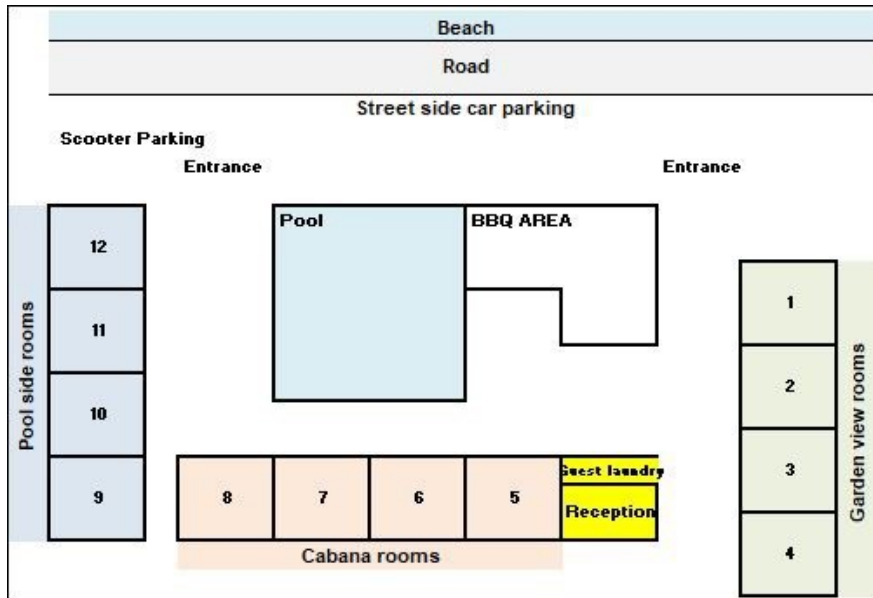 Beach
Road
Street side car parking
Scooter Parking
Entrance
Entrance
Pool
BBQ AREA
12
11
10
9
Pool side rooms
8
7
6
5
Cabana rooms
Guest laundry
Reception
1
2
3
4
Garden view rooms